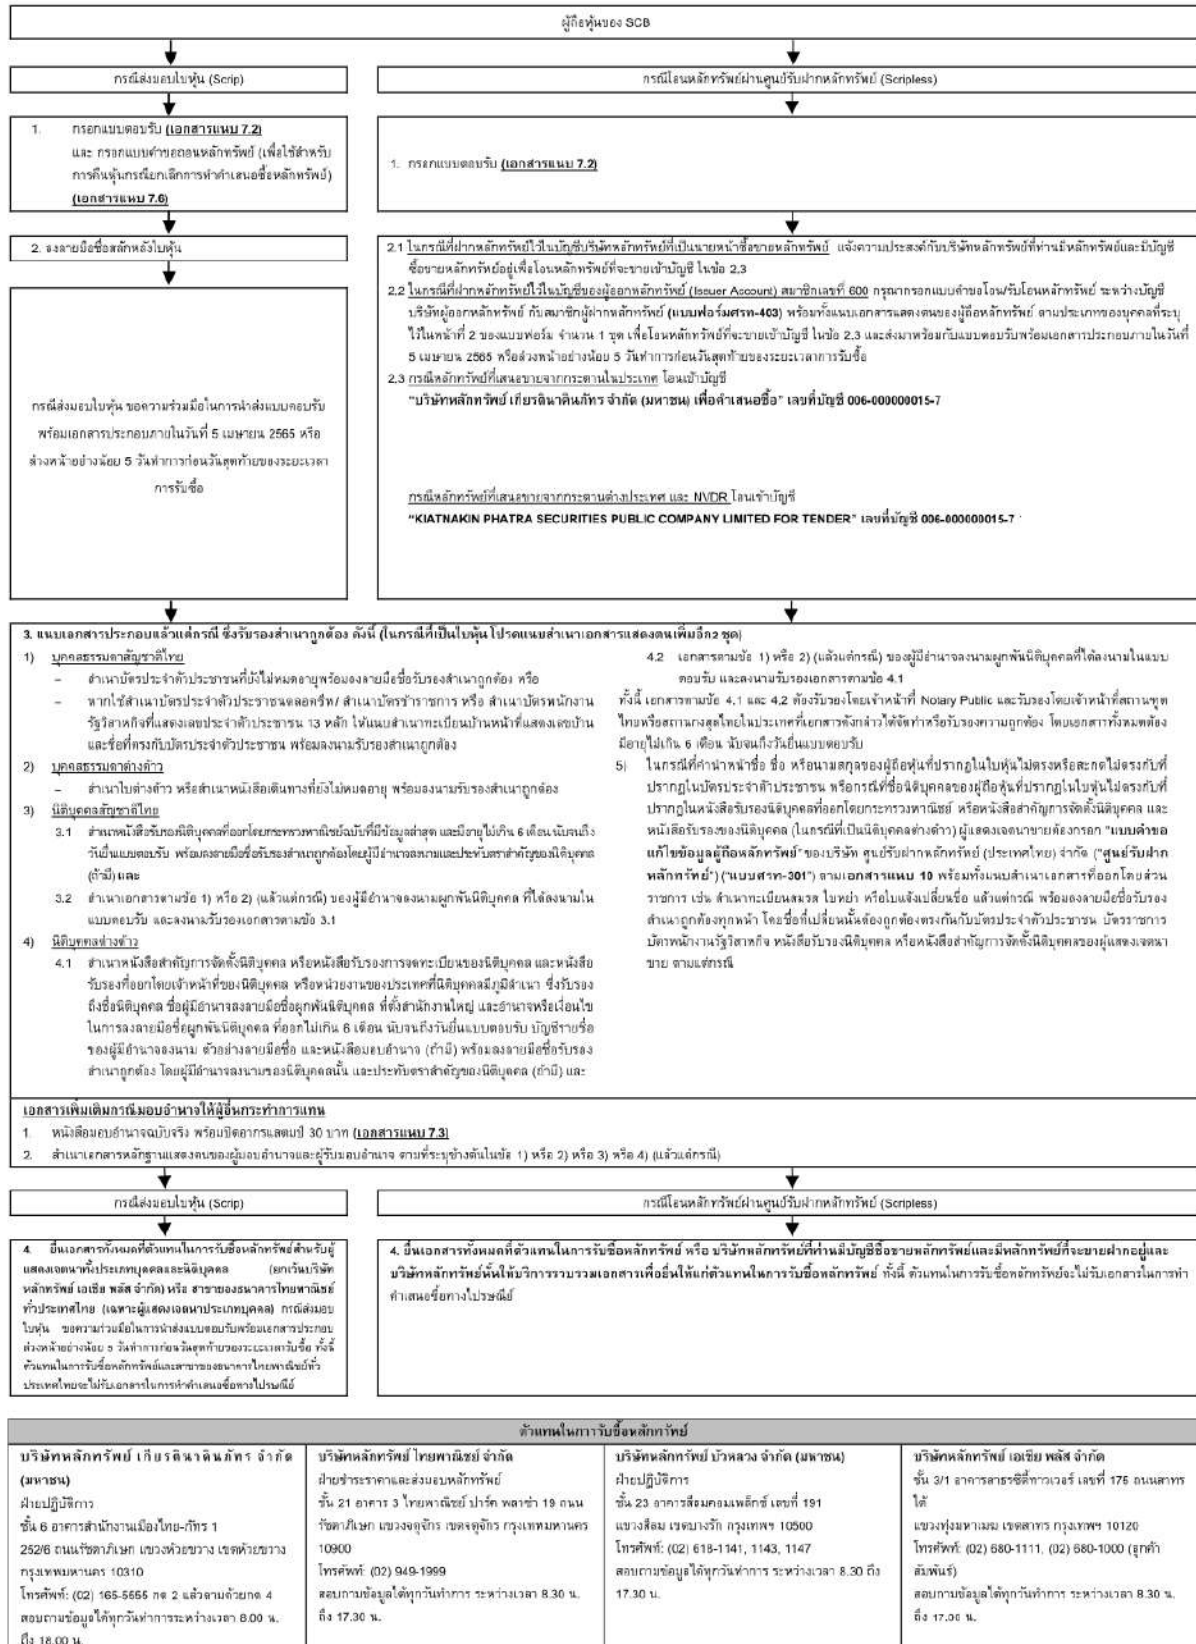 ผู้ถือหุ้นของ SCB
กรณีส่งมอบใบหุ้น (Scrip)
กรณีโอนหลักทรัพย์ผ่านศูนย์รับฝากหลักทรัพย์ (Scripless)
1. กรอกแบบตอบรับ (เอกสารแนบ 7.2)
และ กรอกแบบคำขอถอนหลักทรัพย์ (เพื่อใช้สำหรับ
การคืนหุ้นกรณียกเลิกการทำคำเสนอซื้อหลักทรัพย์)
(เอกสารแนบ 7.6)
1. กรอกแบบตอบรับ (เอกสารแนบ 7.2)
2. ลงลายมือชื่อสลักหลังใบหุ้น
กรณีส่งมอบใบหุ้น ขอความร่วมมือในการนำส่งแบบตอบรับ
พร้อมเอกสารประกอบภายในวันที่ 5 เมษายน 2565 หรือ
ล่วงหน้าอย่างน้อย 5 วันทำการก่อนวันสุดท้ายของระยะเวลา
การรับซื้อ
2.1 ในกรณีที่ฝากหลักทรัพย์ไว้ในบัญชีบริษัทหลักทรัพย์ที่เป็นนายหน้าซื้อขายหลักทรัพย์ แจ้งความประสงค์กับบริษัทหลักทรัพย์ที่ท่านมีหลักทรัพย์และมีบัญชี
ซื้อขายหลักทรัพย์อยู่เพื่อโอนหลักทรัพย์ที่จะขายเข้าบัญชี ในข้อ 2.3
2.2 ในกรณีที่ฝากหลักทรัพย์ไว้ในบัญชีของผู้ออกหลักทรัพย์ (Issuer Account) สมาชิกเลขที่ 600 กรุณากรอกแบบคำขอโอน/รับโอนหลักทรัพย์ ระหว่างบัญชี
บริษัทผู้ออกหลักทรัพย์ กับสมาชิกผู้ฝากหลักทรัพย์ (แบบฟอร์มศรท-403) พร้อมทั้งแนบเอกสารแสดงตนของผู้ถือหลักทรัพย์ ตามประเภทของบุคคลที่ระบุ
ไว้ในหน้าที่ 2 ของแบบฟอร์ม จำนวน 1 ชุด เพื่อโอนหลักทรัพย์ที่จะขายเข้าบัญชี ในข้อ 2.3 และส่งมาพร้อมกับแบบตอบรับพร้อมเอกสารประกอบภายในวันที่
5 เมษายน 2565 หรือล่วงหน้าอย่างน้อย 5 วันทำการก่อนวันสุดท้ายของระยะเวลาการรับซื้อ
2.3 กรณีหลักทรัพย์ที่เสนอขายจากกระดานในประเทศ โอนเข้าบัญชี
"บริษัทหลักทรัพย์ เกียรตินาคินภัทร จำกัด (มหาชน) เพื่อคำเสนอซื้อ" เลขที่บัญชี 006-000000015-7
กรณีหลักทรัพย์ที่เสนอขายจากกระดานต่างประเทศ และ NVDR โอนเข้าบัญชี
"KIATNAKIN PHATRA SECURITIES PUBLIC COMPANY LIMITED FOR TENDER" เลขที่บัญชี 006-000000015-7
3. แนบเอกสารประกอบแล้วแต่กรณี ซึ่งรับรองสำเนาถูกต้อง ดังนี้ (ในกรณีที่เป็นใบหุ้น โปรดแนบสำเนาเอกสารแสดงตนเพิ่มอีก2 ชุด)
1) บุคคลธรรมดาสัญชาติไทย
– สำเนาบัตรประจำตัวประชาชนที่ยังไม่หมดอายุพร้อมลงลายมือชื่อรับรองสำเนาถูกต้อง หรือ
– หากใช้สำเนาบัตรประจำตัวประชาชนตลอดชีพ/ สำเนาบัตรข้าราชการ หรือ สำเนาบัตรพนักงาน
รัฐวิสาหกิจที่แสดงเลขประจำตัวประชาชน 13 หลัก ให้แนบสำเนาทะเบียนบ้านหน้าที่แสดงเลขบ้าน
และชื่อที่ตรงกับบัตรประจำตัวประชาชน พร้อมลงนามรับรองสำเนาถูกต้อง
2) บุคคลธรรมดาต่างด้าว
– สำเนาใบต่างด้าว หรือสำเนาหนังสือเดินทางที่ยังไม่หมดอายุ พร้อมลงนามรับรองสำเนาถูกต้อง
3) นิติบุคคลสัญชาติไทย
3.1 สำเนาหนังสือรับรองนิติบุคคลที่ออกโดยกระทรวงพาณิชย์ฉบับที่มีข้อมูลล่าสุด และมีอายุไม่เกิน 6 เดือน นับจนถึง
วันยื่นแบบตอบรับ พร้อมลงลายมือชื่อรับรองสำเนาถูกต้องโดยผู้มีอำนาจลงนามและประทับตราสำคัญของนิติบุคคล
(ถ้ามี) และ
3.2 สำเนาเอกสารตามข้อ 1) หรือ 2) (แล้วแต่กรณี) ของผู้มีอำนาจลงนามผูกพันนิติบุคคล ที่ได้ลงนามใน
แบบตอบรับ และลงนามรับรองเอกสารตามข้อ 3.1
4) นิติบุคคลต่างด้าว
4.1 สำเนาหนังสือสำคัญการจัดตั้งนิติบุคคล หรือหนังสือรับรองการจดทะเบียนของนิติบุคคล และหนังสือ
รับรองที่ออกโดยเจ้าหน้าที่ของนิติบุคคล หรือหน่วยงานของประเทศที่นิติบุคคลมีภูมิลำเนา ซึ่งรับรอง
ถึงชื่อนิติบุคคล ชื่อผู้มีอำนาจลงลายมือชื่อผูกพันนิติบุคคล ที่ตั้งสำนักงานใหญ่ และอำนาจหรือเงื่อนไข
ในการลงลายมือชื่อผูกพันนิติบุคคล ที่ออกไม่เกิน 6 เดือน นับจนถึงวันยื่นแบบตอบรับ บัญชีรายชื่อ
ของผู้มีอำนาจลงนาม ตัวอย่างลายมือชื่อ และหนังสือมอบอำนาจ (ถ้ามี) พร้อมลงลายมือชื่อรับรอง
สำเนาถูกต้อง โดยผู้มีอำนาจลงนามของนิติบุคคลนั้น และประทับตราสำคัญของนิติบุคคล (ถ้ามี) และ
4.2 เอกสารตามข้อ 1) หรือ 2) (แล้วแต่กรณี) ของผู้มีอำนาจลงนามผูกพันนิติบุคคลที่ได้ลงนามในแบบ
ตอบรับ และลงนามรับรองเอกสารตามข้อ 4.1
ทั้งนี้ เอกสารตามข้อ 4.1 และ 4.2 ต้องรับรองโดยเจ้าหน้าที่ Notary Public และรับรองโดยเจ้าหน้าที่สถานทูต
ไทยหรือสถานกงสุลไทยในประเทศที่เอกสารดังกล่าวได้จัดทำหรือรับรองความถูกต้อง โดยเอกสารทั้งหมดต้อง
มีอายุไม่เกิน 6 เดือน นับจนถึงวันยื่นแบบตอบรับ
5) ในกรณีที่คำนำหน้าชื่อ ชื่อ หรือนามสกุลของผู้ถือหุ้นที่ปรากฏในใบหุ้นไม่ตรงหรือสะกดไม่ตรงกับที่
ปรากฏในบัตรประจำตัวประชาชน หรือกรณีที่ชื่อนิติบุคคลของผู้ถือหุ้นที่ปรากฏในใบหุ้นไม่ตรงกับที่
ปรากฏในหนังสือรับรองนิติบุคคลที่ออกโดยกระทรวงพาณิชย์ หรือหนังสือสำคัญการจัดตั้งนิติบุคคล และ
หนังสือรับรองของนิติบุคคล (ในกรณีที่เป็นนิติบุคคลต่างด้าว) ผู้แสดงเจตนาขายต้องกรอก "แบบคำขอ
แก้ไขข้อมูลผู้ถือหลักทรัพย์" ของบริษัท ศูนย์รับฝากหลักทรัพย์ (ประเทศไทย) จำกัด ("ศูนย์รับฝาก
หลักทรัพย์") ("แบบศรท-301") ตามเอกสารแนบ 10 พร้อมทั้งแนบสำเนาเอกสารที่ออกโดยส่วน
ราชการ เช่น สำเนาทะเบียนสมรส ใบหย่า หรือใบแจ้งเปลี่ยนชื่อ แล้วแต่กรณี พร้อมลงลายมือชื่อรับรอง
สำเนาถูกต้องทุกหน้า โดยชื่อที่เปลี่ยนนั้นต้องถูกต้องตรงกันกับบัตรประจำตัวประชาชน บัตรราชการ
บัตรพนักงานรัฐวิสาหกิจ หนังสือรับรองนิติบุคคล หรือหนังสือสำคัญการจัดตั้งนิติบุคคลของผู้แสดงเจตนา
ขาย ตามแต่กรณี
เอกสารเพิ่มเติมกรณีมอบอำนาจให้ผู้อื่นกระทำการแทน
1. หนังสือมอบอำนาจฉบับจริง พร้อมปิดอากรแสตมป์ 30 บาท (เอกสารแนบ 7.3)
2. สำเนาเอกสารหลักฐานแสดงตนของผู้มอบอำนาจและผู้รับมอบอำนาจ ตามที่ระบุข้างต้นในข้อ 1) หรือ 2) หรือ 3) หรือ 4) (แล้วแต่กรณี)
กรณีส่งมอบใบหุ้น (Scrip)
กรณีโอนหลักทรัพย์ผ่านศูนย์รับฝากหลักทรัพย์ (Scripless)
4. ยื่นเอกสารทั้งหมดที่ตัวแทนในการรับซื้อหลักทรัพย์สำหรับผู้
แสดงเจตนาทั้งประเภทบุคคลและนิติบุคคล (ยกเว้นบริษัท
หลักทรัพย์ เอเซีย พลัส จำกัด) หรือ สาขาของธนาคารไทยพาณิชย์
ทั่วประเทศไทย (เฉพาะผู้แสดงเจตนาประเภทบุคคล) กรณีส่งมอบ
ใบหุ้น ขอความร่วมมือในการนำส่งแบบตอบรับพร้อมเอกสารประกอบ
ล่วงหน้าอย่างน้อย 5 วันทำการก่อนวันสุดท้ายของระยะเวลารับซื้อ ทั้งนี้
ตัวแทนในการรับซื้อหลักทรัพย์และสาขาของธนาคารไทยพาณิชย์ทั่ว
ประเทศไทยจะไม่รับเอกสารในการทำคำเสนอซื้อทางไปรษณีย์
4. ยื่นเอกสารทั้งหมดที่ตัวแทนในการรับซื้อหลักทรัพย์ หรือ บริษัทหลักทรัพย์ที่ท่านมีบัญชีซื้อขายหลักทรัพย์และมีหลักทรัพย์ที่จะขายฝากอยู่และ
บริษัทหลักทรัพย์นั้นให้บริการรวบรวมเอกสารเพื่อยื่นให้แก่ตัวแทนในการรับซื้อหลักทรัพย์ ทั้งนี้ ตัวแทนในการรับซื้อหลักทรัพย์จะไม่รับเอกสารในการทำ
คำเสนอซื้อทางไปรษณีย์
ตัวแทนในการรับซื้อหลักทรัพย์
บริษัทหลักทรัพย์ เกียรตินาคินภัทร จำกัด
(มหาชน)
ฝ่ายปฏิบัติการ
ชั้น 6 อาคารสำนักงานเมืองไทย-ภัทร 1
252/6 ถนนรัชดาภิเษก แขวงห้วยขวาง เขตห้วยขวาง
กรุงเทพมหานคร 10310
โทรศัพท์: (02) 165-5555 กด 2 แล้วตามด้วยกด 4
สอบถามข้อมูลได้ทุกวันทำการระหว่างเวลา 8.00 น.
ถึง 18.00 น.
บริษัทหลักทรัพย์ ไทยพาณิชย์ จำกัด
ฝ่ายชำระราคาและส่งมอบหลักทรัพย์
ชั้น 21 อาคาร 3 ไทยพาณิชย์ ปาร์ค พลาซ่า 19 ถนน
รัชดาภิเษก แขวงจตุจักร เขตจตุจักร กรุงเทพมหานคร
10900
โทรศัพท์: (02) 949-1999
สอบถามข้อมูลได้ทุกวันทำการ ระหว่างเวลา 8.30 น.
ถึง 17.30 น.
บริษัทหลักทรัพย์ บัวหลวง จำกัด (มหาชน)
ฝ่ายปฏิบัติการ
ชั้น 23 อาคารสีลมคอมเพล็กซ์ เลขที่ 191
แขวงสีลม เขตบางรัก กรุงเทพฯ 10500
โทรศัพท์: (02) 618-1141, 1143, 1147
สอบถามข้อมูลได้ทุกวันทำการ ระหว่างเวลา 8.30 ถึง
17.30 น.
บริษัทหลักทรัพย์ เอเซีย พลัส จำกัด
ชั้น 3/1 อาคารสาธรซิตี้ทาวเวอร์ เลขที่ 175 ถนนสาทร
ใต้
แขวงทุ่งมหาเมฆ เขตสาทร กรุงเทพฯ 10120
โทรศัพท์: (02) 680-1111, (02) 680-1000 (ลูกค้า
สัมพันธ์)
สอบถามข้อมูลได้ทุกวันทำการ ระหว่างเวลา 8.30 น.
ถึง 17.00 น.